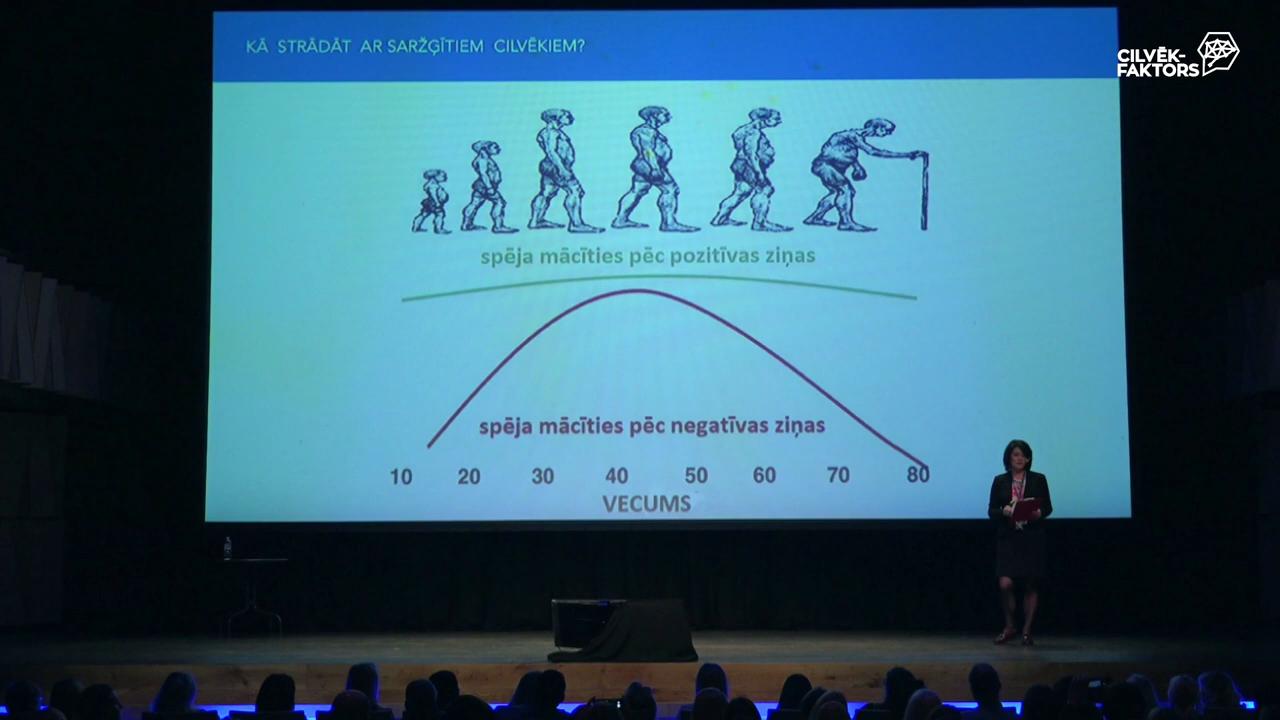 KĀ STRĀDĀT AR SARŽĢĪTIEM CILVĒKIEM?
CILVĒK-
FAKTORS
spēja mācīties pēc pozitīvas ziņas
spēja mācīties pēc negatīvas ziņas
10 20 30 40 50 60 70 80
VECUMS